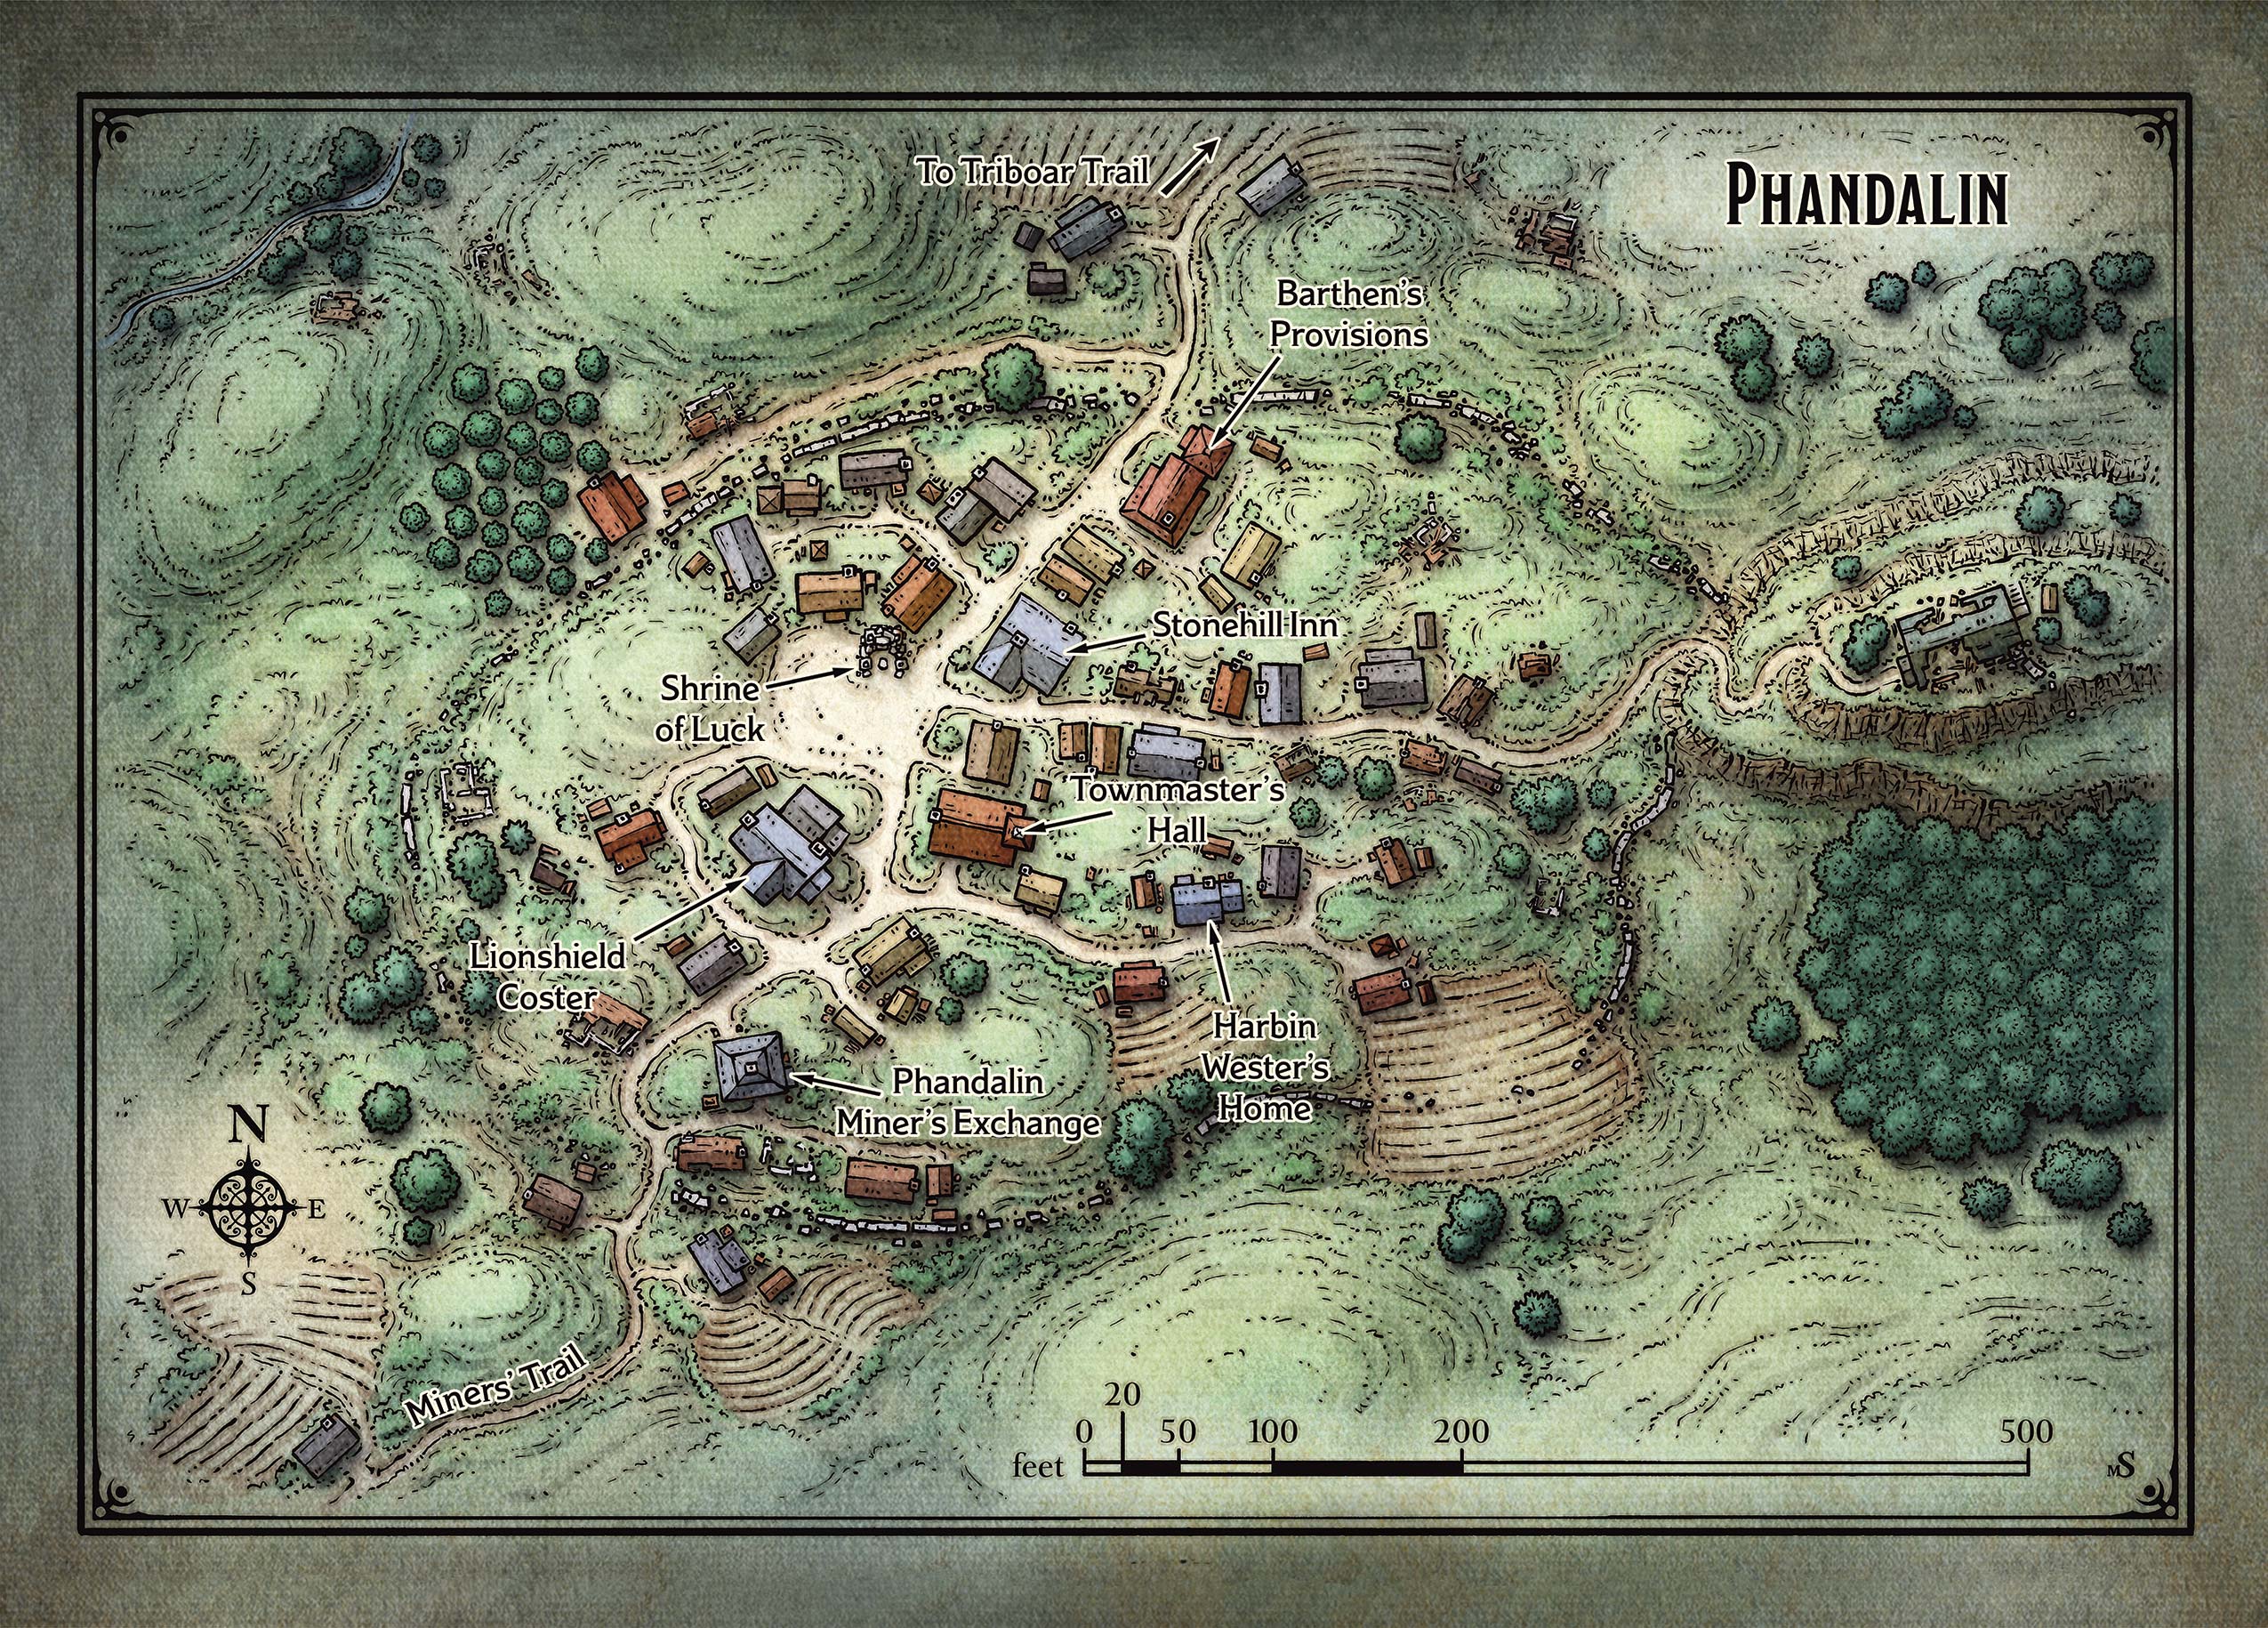 To Triboar Trail
PHANDALIN
Barthen's
Provisions
Stonehill Inn
Shrine
of Luck
Townmaster's
Hall
Lionshield
Coster
Harbin
Wester's
Home
Phandalin
Miner's Exchange
N
W
E
S
Miners' Trail
20
0 50 100 200 500
feet
MS